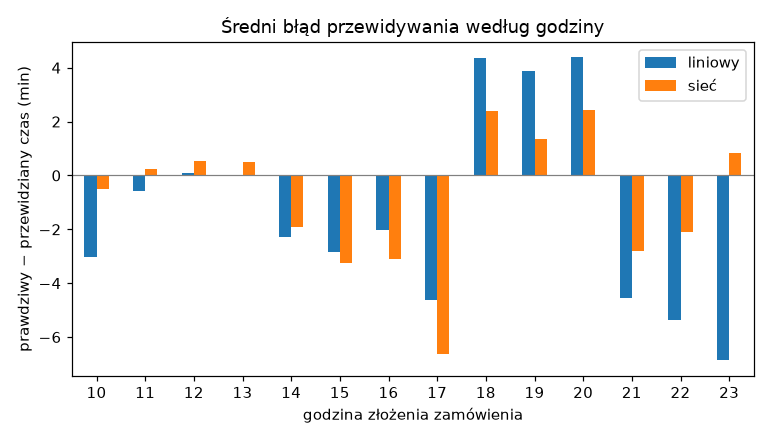 Średni błąd przewidywania według godziny
liniowy
sieć
prawdziwy − przewidziany czas (min)
4
2
0
−2
−4
−6
10 11 12 13 14 15 16 17 18 19 20 21 22 23
godzina złożenia zamówienia